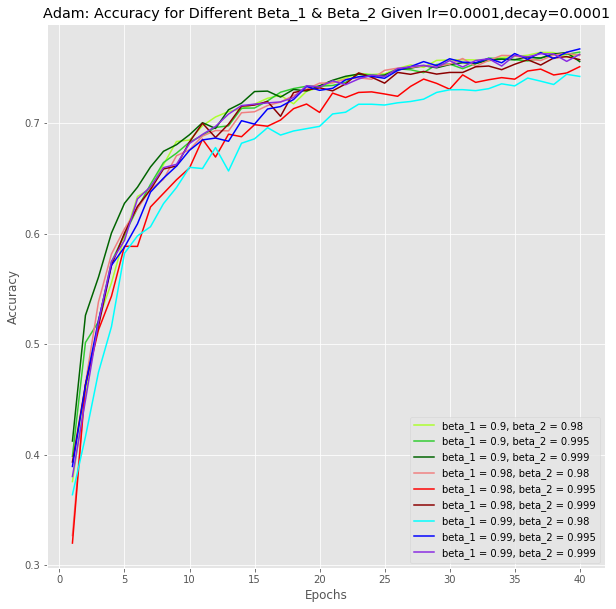 Adam: Accuracy for Different Beta_1 & Beta_2 Given lr=0.0001,decay=0.0001
0.7
0.6
0.5
0.4
0.3
Accuracy
beta_1 = 0.9, beta_2 = 0.98
beta_1 = 0.9, beta_2 = 0.995
beta_1 = 0.9, beta_2 = 0.999
beta_1 = 0.98, beta_2 = 0.98
beta_1 = 0.98, beta_2 = 0.995
beta_1 = 0.98, beta_2 = 0.999
beta_1 = 0.99, beta_2 = 0.98
beta_1 = 0.99, beta_2 = 0.995
beta_1 = 0.99, beta_2 = 0.999
0 5 10 15 20 25 30 35 40
Epochs